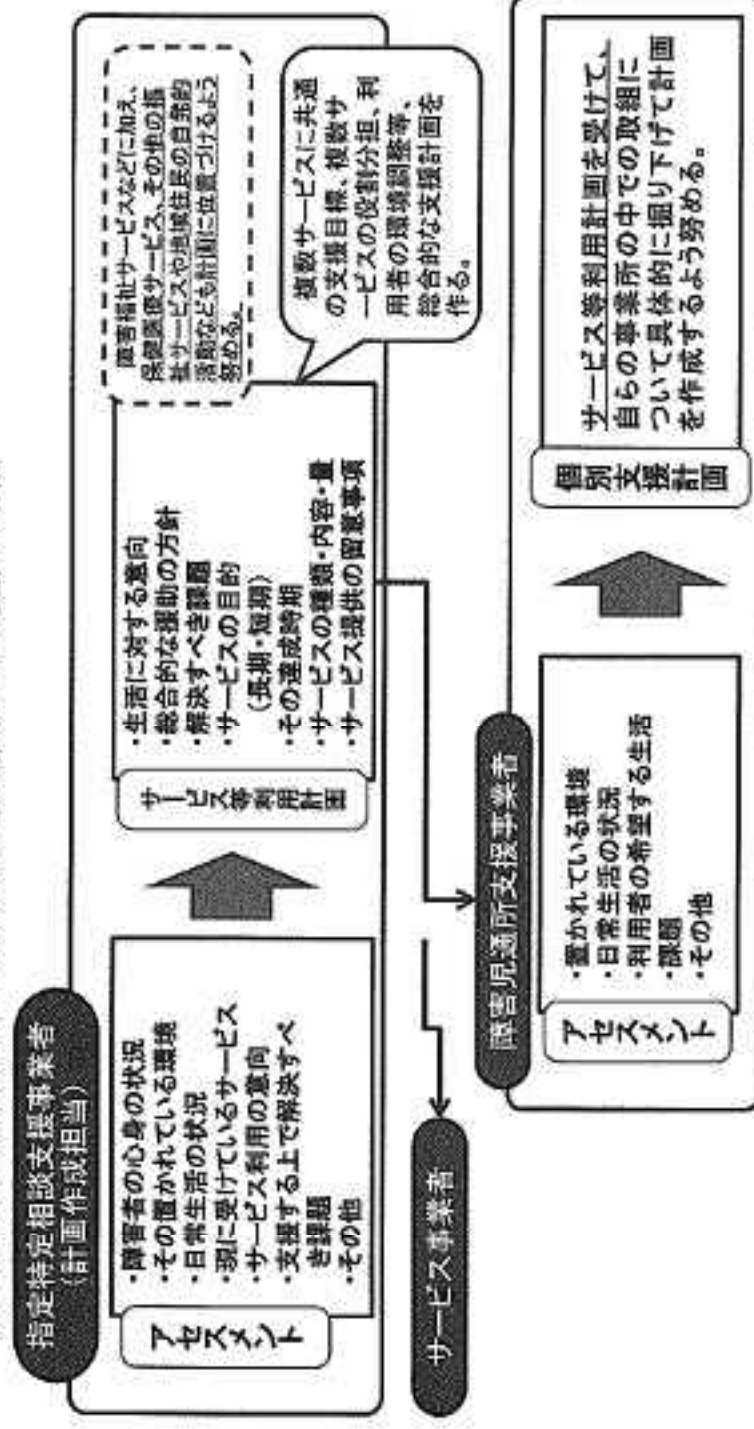 指定特定相談支援事業者
（計画作成担当）
アセスメント
・障害者の心身の状況
・その置かれている環境
・日常生活の状況
・現に受けているサービス
・サービス利用の意向
・支援する上で解決すべ
き課題
・その他
サービス等利用計画
・生活に対する意向
・総合的な援助の方針
・解決すべき課題
・サービスの目的
（長期・短期）
・その達成時期
・サービスの種類・内容・量
・サービス提供の留意事項
障害福祉サービスなどに加え、
保健医療サービス、その他の福
祉サービスや地域住民の自発的
活動なども計画に位置づけるよう
努める。
複数サービスに共通
の支援目標、複数サ
ービスの役割分担、利
用者の環境調整等、
総合的な支援計画を
作る。
サービス事業者
障害児通所支援事業者
アセスメント
・置かれている環境
・日常生活の状況
・利用者の希望する生活
・課題
・その他
個別支援計画
サービス等利用計画を受けて、
自らの事業所の中での取組に
ついて具体的に掘り下げて計画
を作成するよう努める。